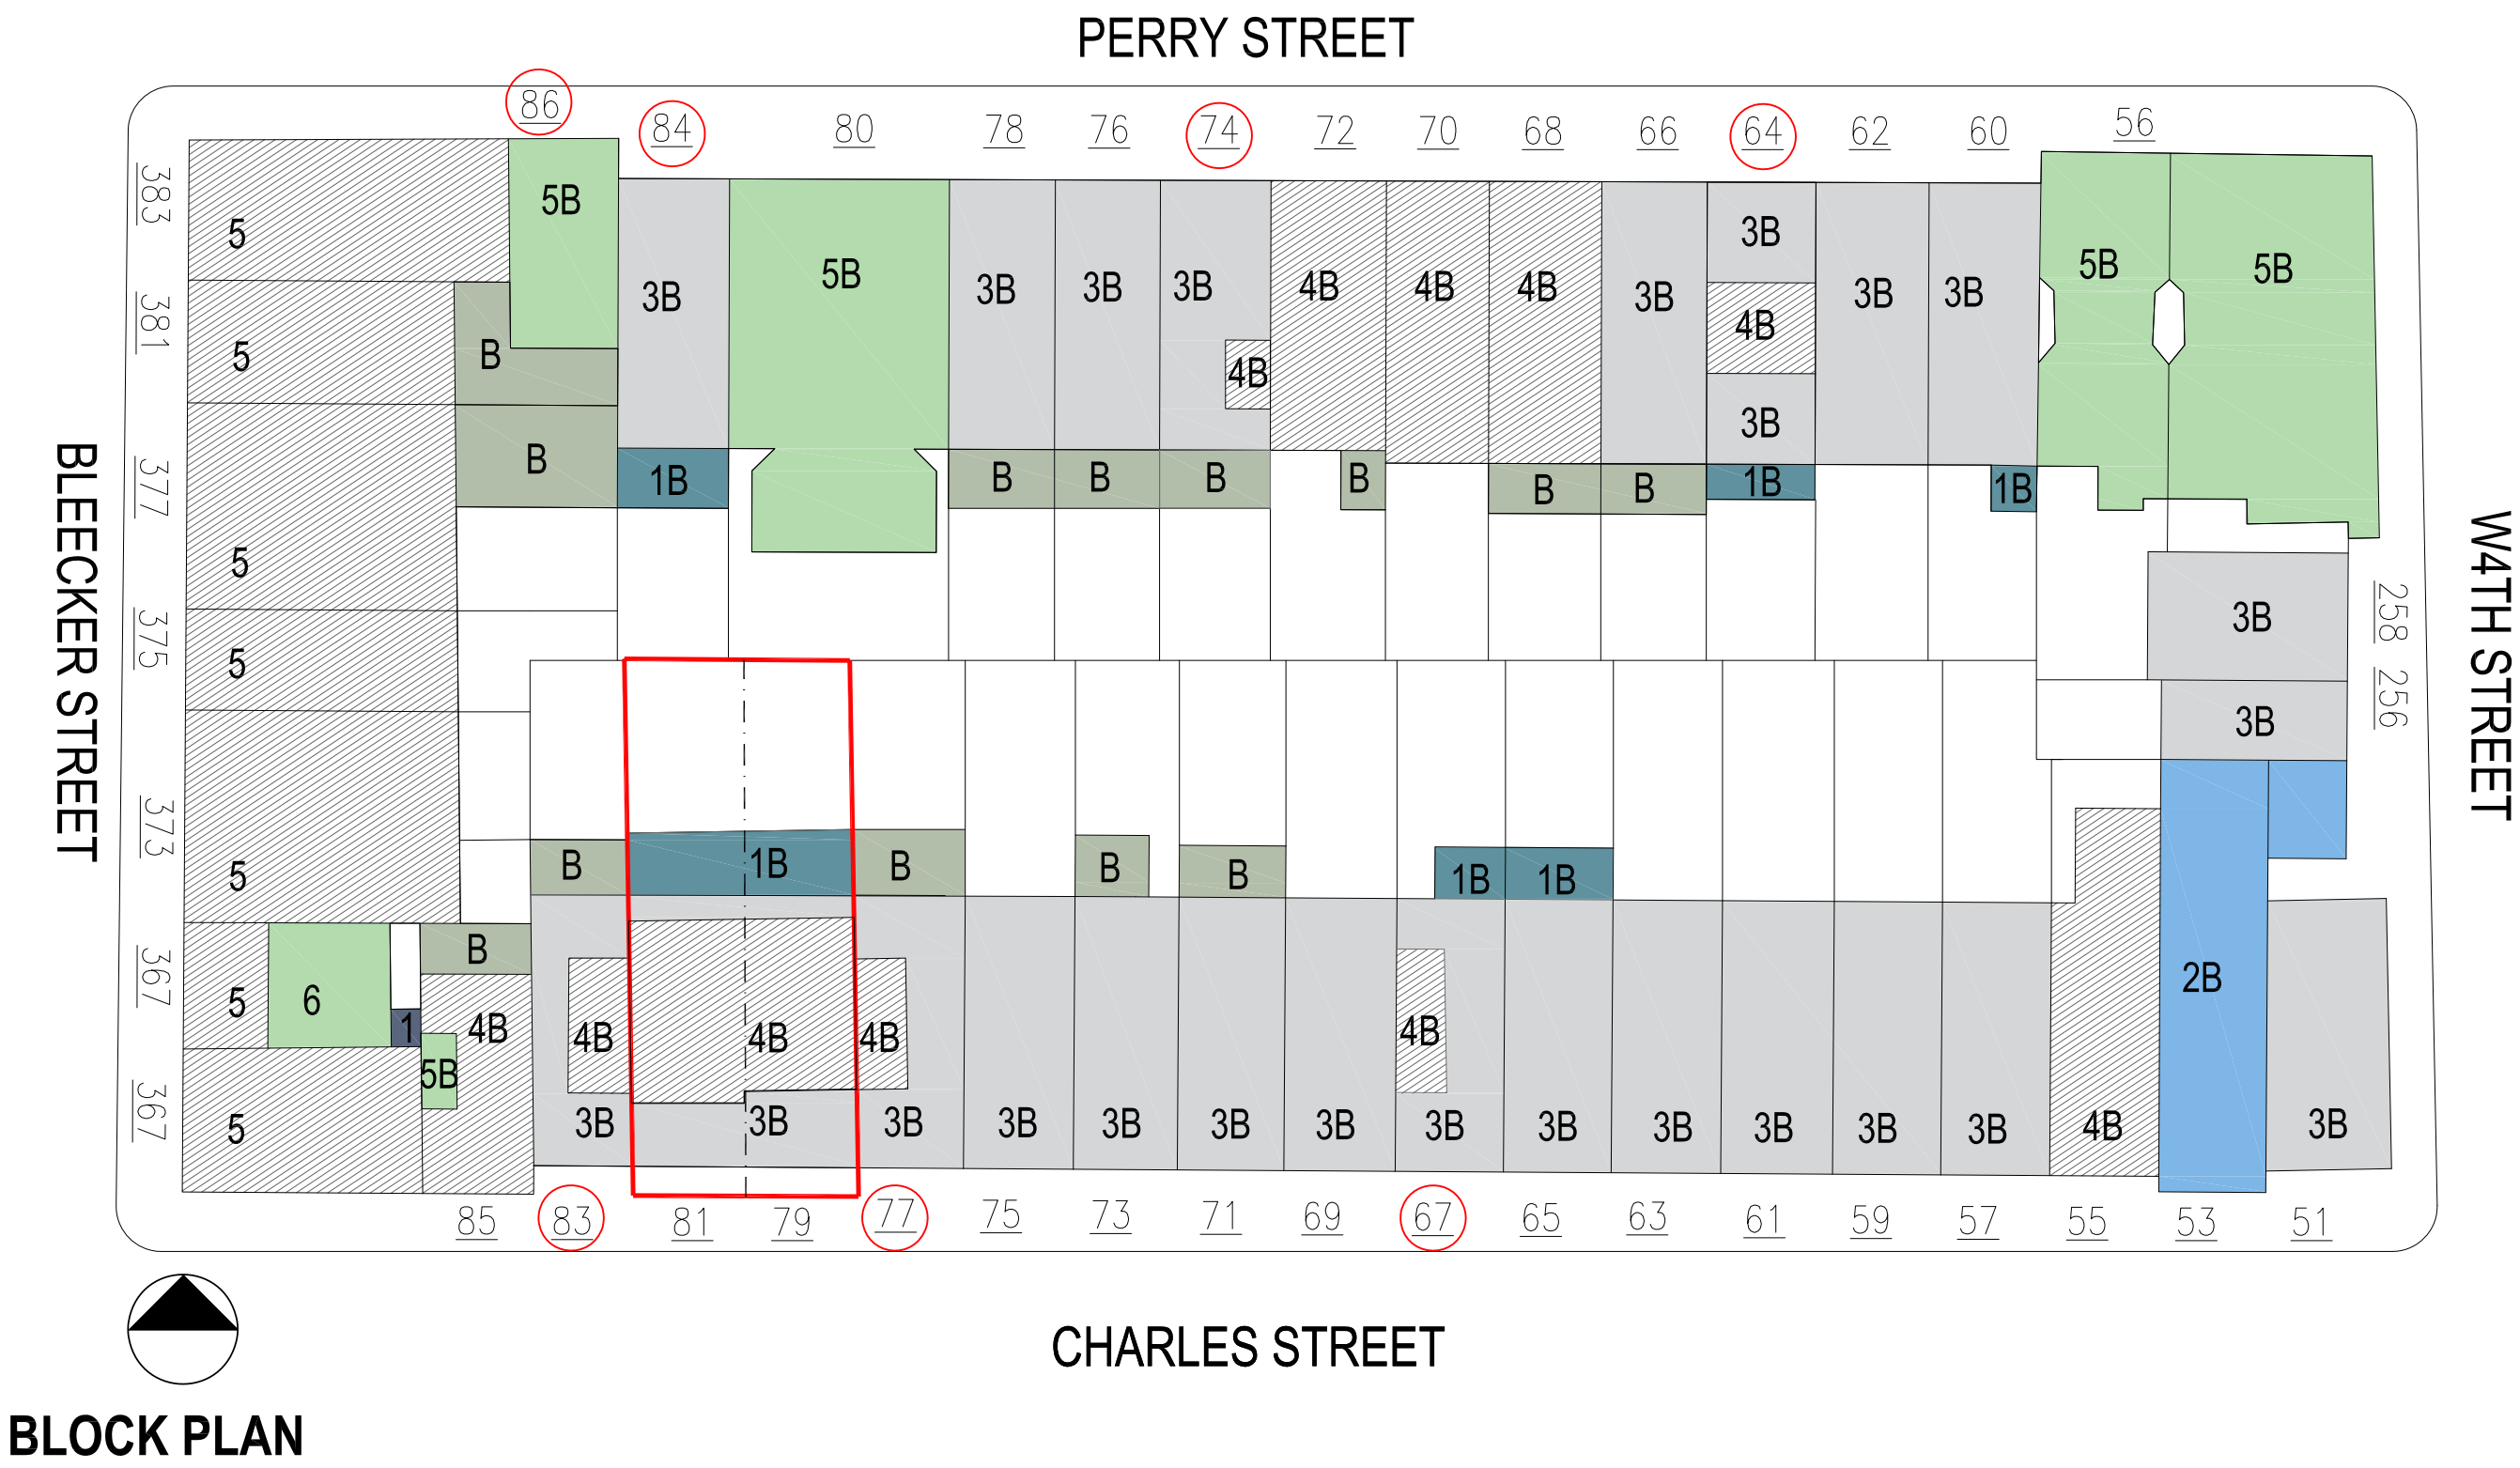 PERRY STREET
86
84
80
78
76
74
72
70
68
66
64
62
60
56
383
381
377
375
373
367
367
BLEECKER STREET
W4TH STREET
258
256
5
5B
3B
5B
3B
3B
3B
4B
4B
4B
4B
3B
3B
4B
3B
3B
3B
5B
5B
5
B
B
1B
B
B
B
B
B
B
1B
1B
5
5
3B
3B
5
B
1B
B
B
B
1B
1B
5
6
1
B
4B
5B
4B
4B
4B
4B
2B
5
3B
3B
3B
3B
3B
3B
3B
3B
3B
3B
3B
3B
3B
4B
3B
85
83
81
79
77
75
73
71
69
67
65
63
61
59
57
55
53
51
CHARLES STREET
BLOCK PLAN